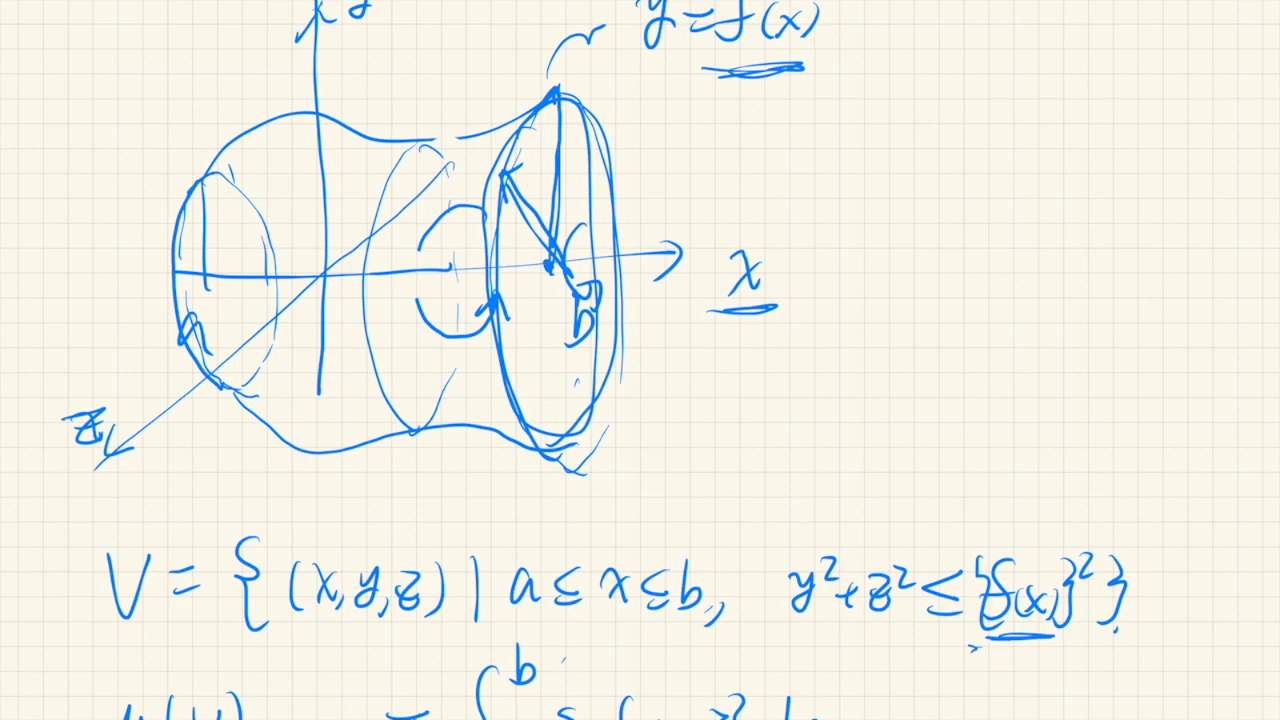 y = f(x)
x
z
V = { (x,y,z) | a ≤ x ≤ b, y² + z² ≤ {f(x)}² }
b